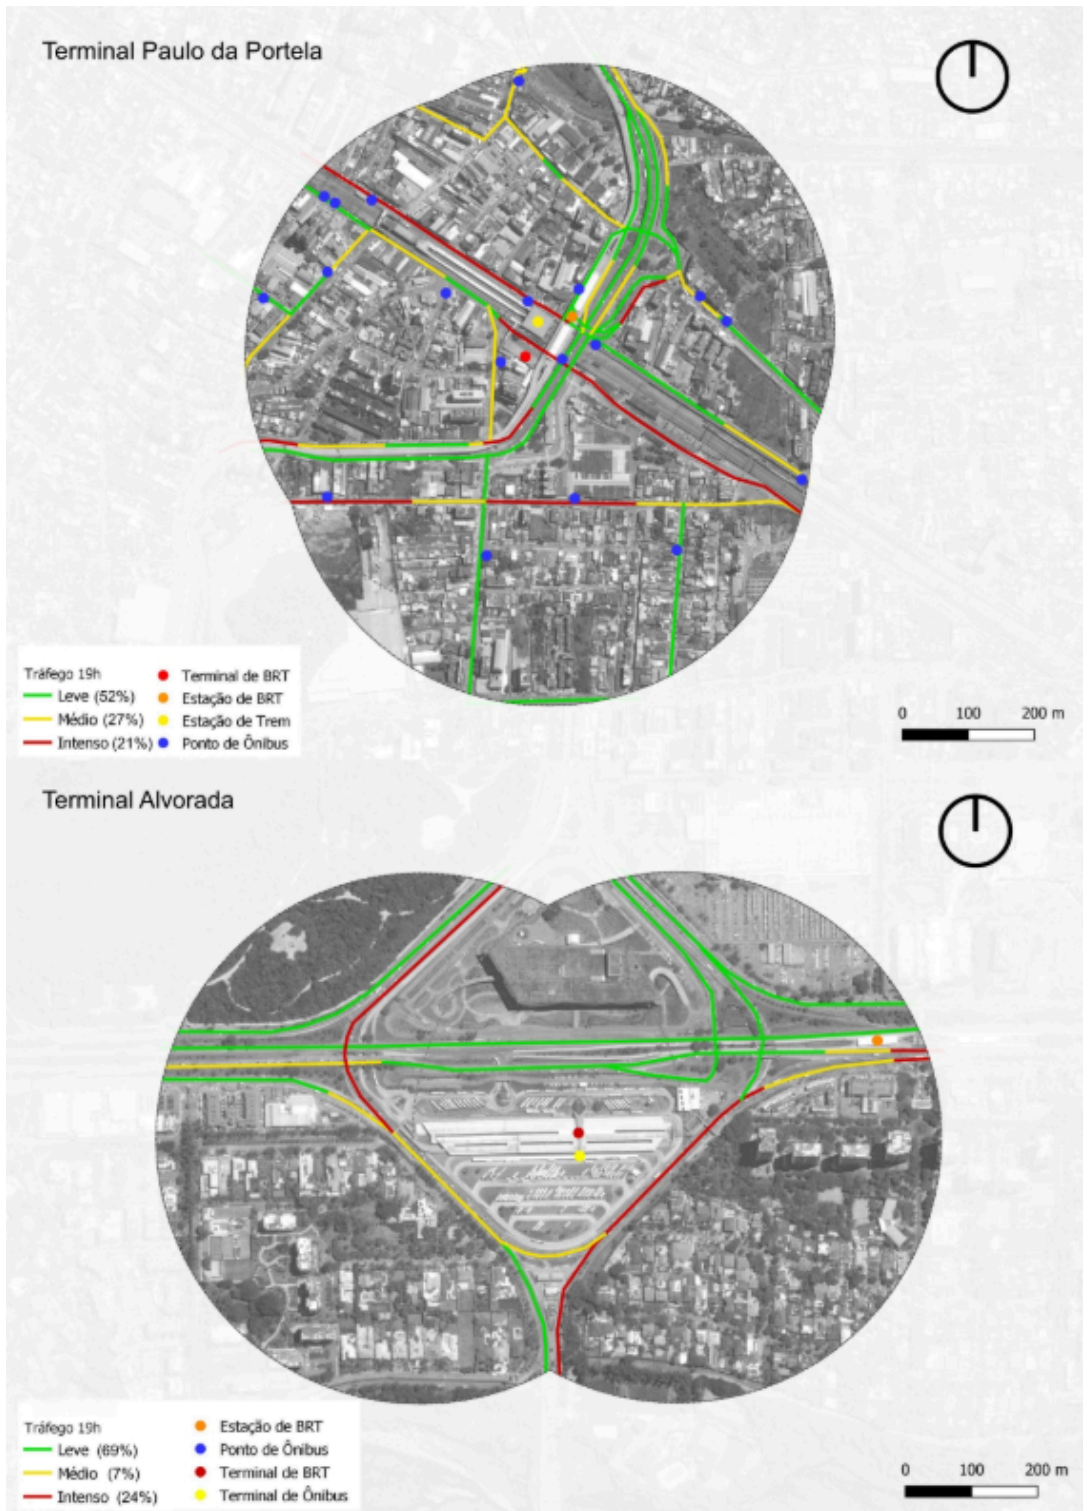 Terminal Paulo da Portela
Tráfego 19h
Leve (52%)
Médio (27%)
Intenso (21%)
Terminal de BRT
Estação de BRT
Estação de Trem
Ponto de Ônibus
0 100 200 m
Terminal Alvorada
Tráfego 19h
Leve (69%)
Médio (7%)
Intenso (24%)
Estação de BRT
Ponto de Ônibus
Terminal de BRT
Terminal de Ônibus
0 100 200 m